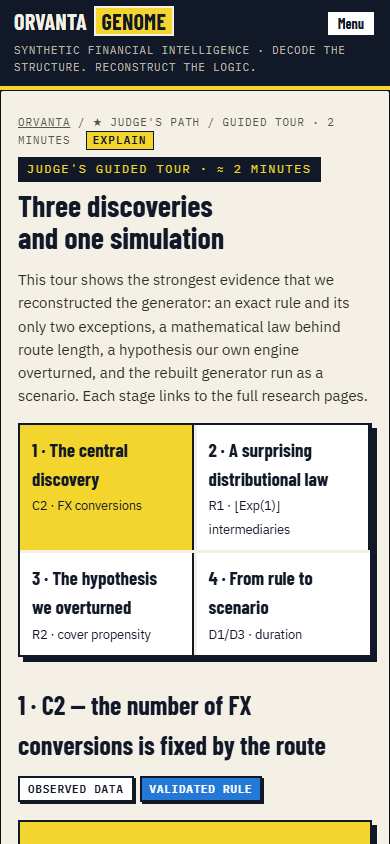 ORVANTA GENOME
Menu
SYNTHETIC FINANCIAL INTELLIGENCE · DECODE THE
STRUCTURE. RECONSTRUCT THE LOGIC.
ORVANTA / ★ JUDGE'S PATH / GUIDED TOUR · 2
MINUTES EXPLAIN
JUDGE'S GUIDED TOUR · ≈ 2 MINUTES
Three discoveries
and one simulation
This tour shows the strongest evidence that we
reconstructed the generator: an exact rule and its
only two exceptions, a mathematical law behind
route length, a hypothesis our own engine
overturned, and the rebuilt generator run as a
scenario. Each stage links to the full research pages.
1 · The central
discovery
C2 · FX conversions
2 · A surprising
distributional law
R1 · ⌊Exp(1)⌋
intermediaries
3 · The hypothesis
we overturned
R2 · cover propensity
4 · From rule to
scenario
D1/D3 · duration
1 · C2 — the number of FX
conversions is fixed by the route
OBSERVED DATA VALIDATED RULE